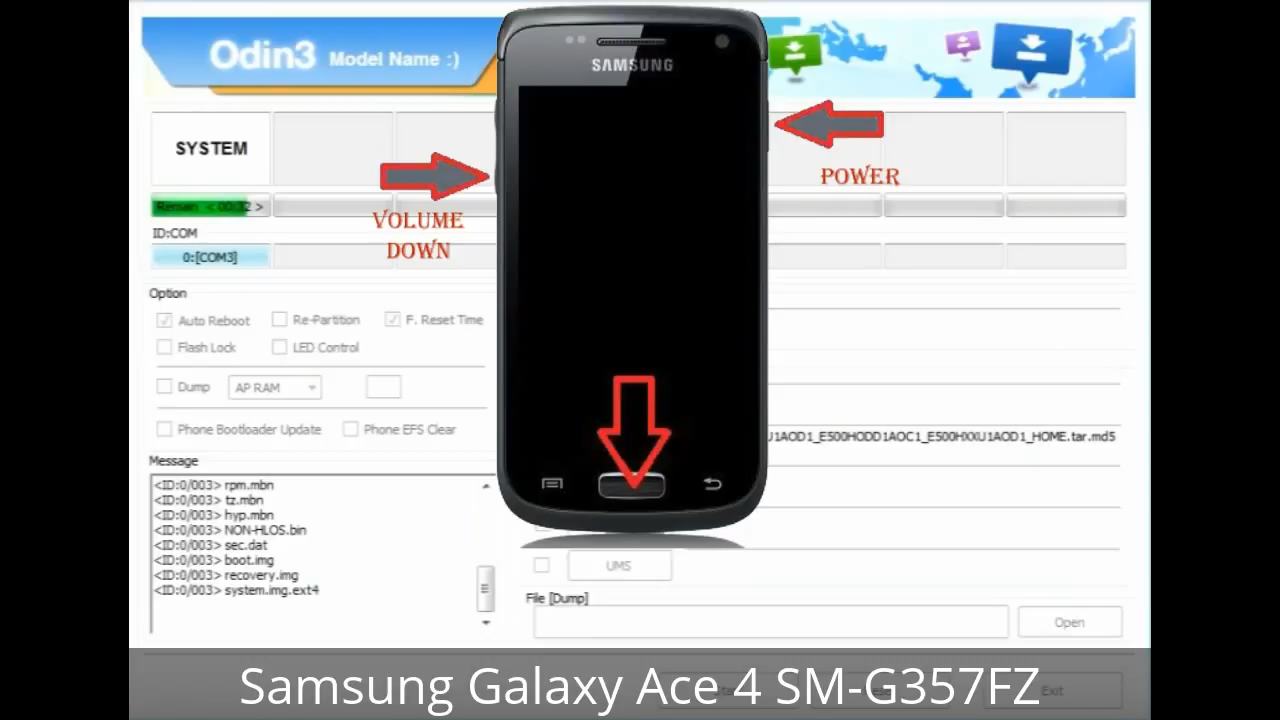 Odin3 Model Name :)
SAMSUNG
SYSTEM
POWER
Remain < 00:32 >
VOLUME
DOWN
ID:COM
0:[COM3]
Option
Auto Reboot
Re-Partition
F. Reset Time
Flash Lock
LED Control
Dump
AP RAM
Phone Bootloader Update
Phone EFS Clear
U1AOD1_E500HODD1AOC1_E500HXXU1AOD1_HOME.tar.md5
Message
<ID:0/003> rpm.mbn
<ID:0/003> tz.mbn
<ID:0/003> hyp.mbn
<ID:0/003> NON-HLOS.bin
<ID:0/003> sec.dat
<ID:0/003> boot.img
<ID:0/003> recovery.img
<ID:0/003> system.img.ext4
UMS
File [Dump]
Open
Samsung Galaxy Ace 4 SM-G357FZ
Exit